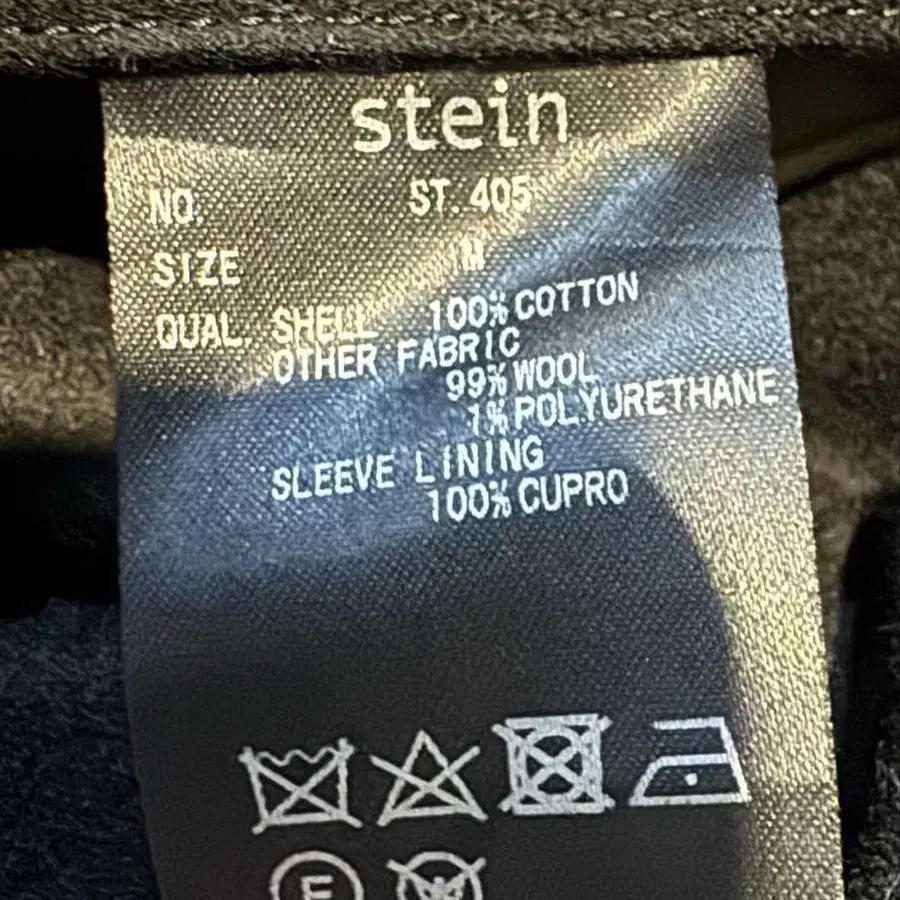 stein
NO. ST.405
SIZE M
QUAL. SHELL 100%COTTON
OTHER FABRIC
99%WOOL
1%POLYURETHANE
SLEEVE LINING
100%CUPRO
F W